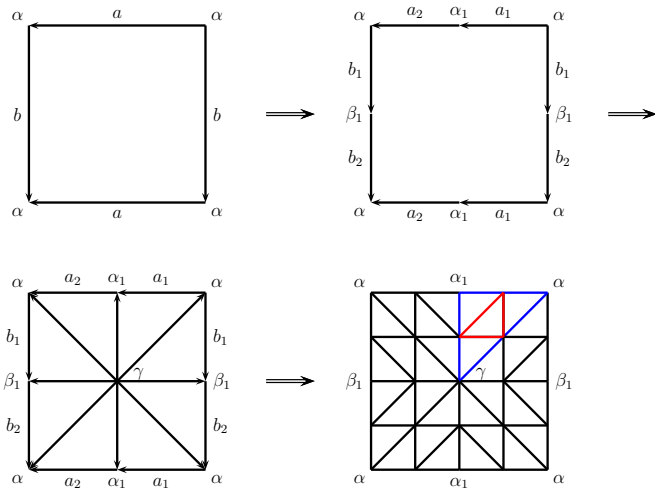 α a α α a₂ α₁ a₁ α
b b b₁ b₁
β₁ β₁
b₂ b₂
α a α α a₂ α₁ a₁ α
α a₂ α₁ a₁ α α α₁ α
b₁ b₁
β₁ γ β₁ β₁ γ β₁
b₂ b₂
α a₂ α₁ a₁ α α α₁ α